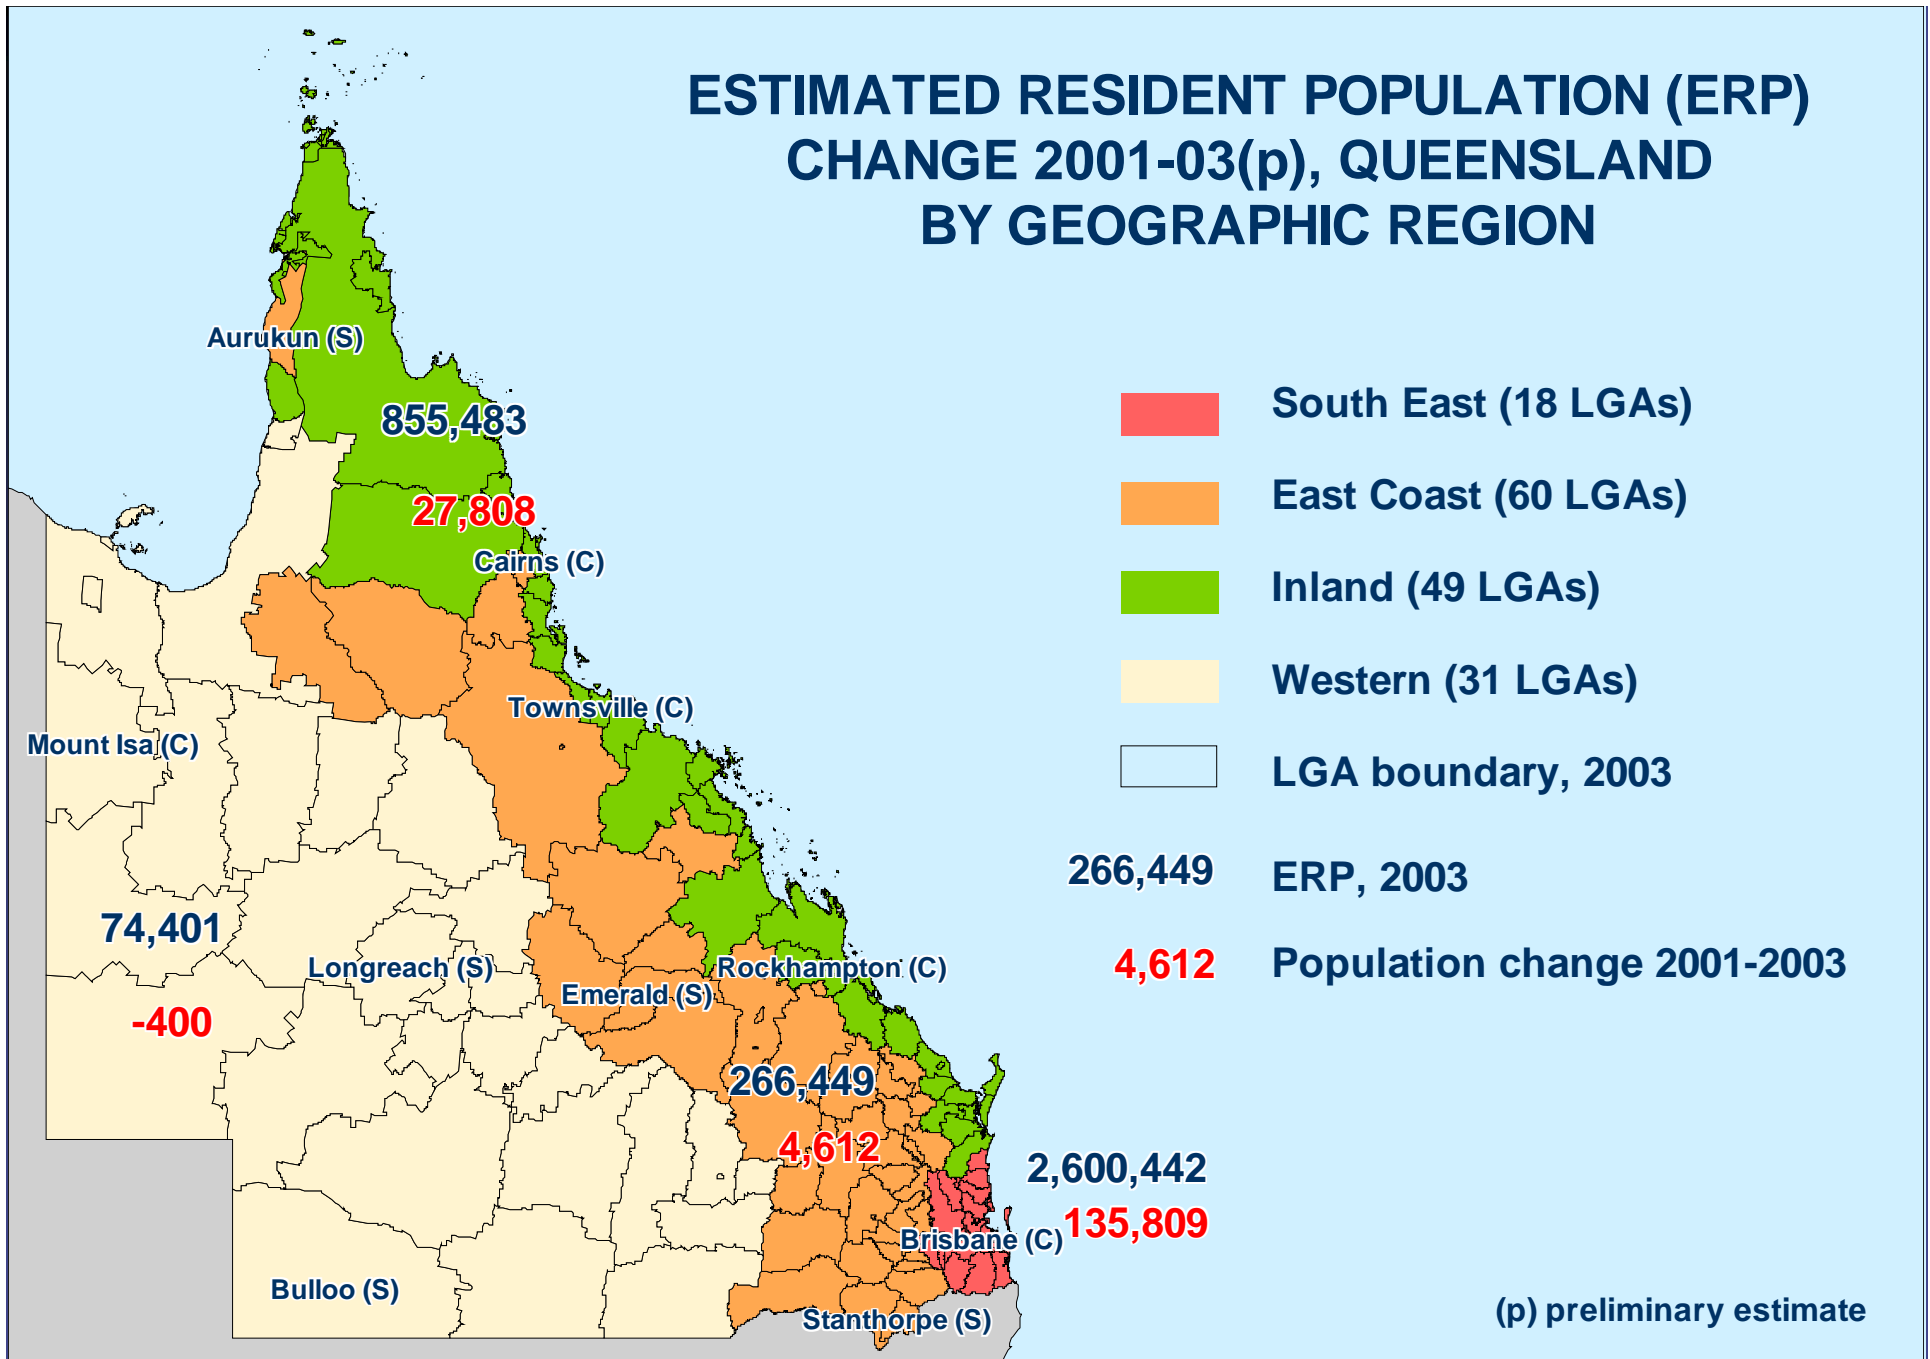 ESTIMATED RESIDENT POPULATION (ERP)
CHANGE 2001-03(p), QUEENSLAND
BY GEOGRAPHIC REGION
Aurukun (S)
855,483
27,808
Cairns (C)
Townsville (C)
Mount Isa (C)
74,401
-400
Longreach (S)
Emerald (S)
Rockhampton (C)
266,449
4,612
2,600,442
135,809
Brisbane (C)
Bulloo (S)
Stanthorpe (S)
South East (18 LGAs)
East Coast (60 LGAs)
Inland (49 LGAs)
Western (31 LGAs)
LGA boundary, 2003
266,449 ERP, 2003
4,612 Population change 2001-2003
(p) preliminary estimate